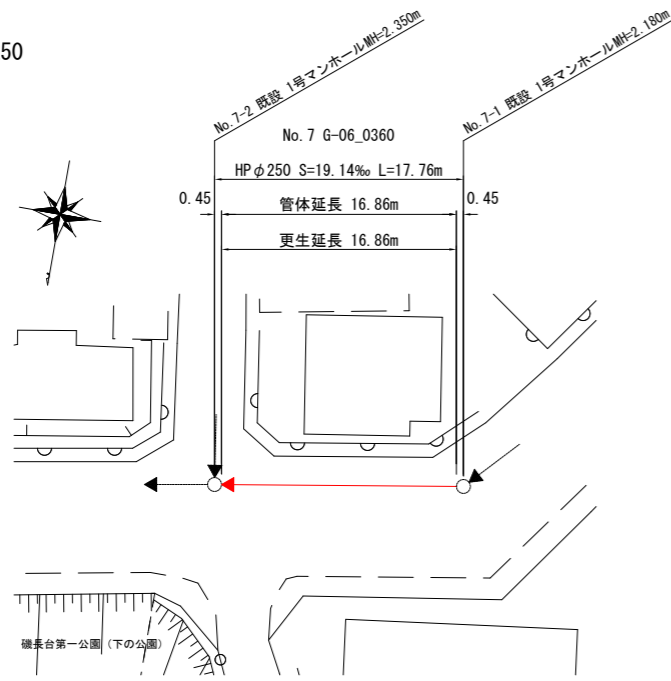 50
No.7-2 既設 1号マンホールMH=2.350m
No.7-1 既設 1号マンホールMH=2.180m
No.7 G-06_0360
HPφ250 S=19.14‰ L=17.76m
0.45 管体延長 16.86m 0.45
更生延長 16.86m
磯長台第一公園（下の公園）